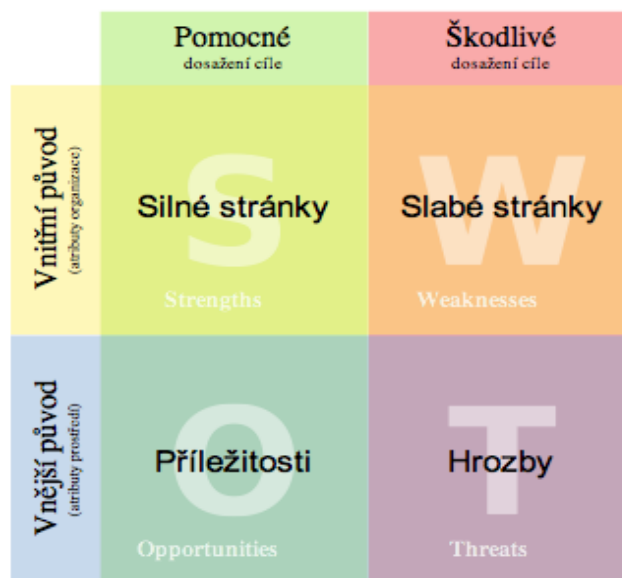 Pomocné
dosažení cíle
Škodlivé
dosažení cíle
Vnitřní původ
(atributy organizace)
S
Silné stránky
Strengths
W
Slabé stránky
Weaknesses
Vnější původ
(atributy prostředí)
O
Příležitosti
Opportunities
T
Hrozby
Threats